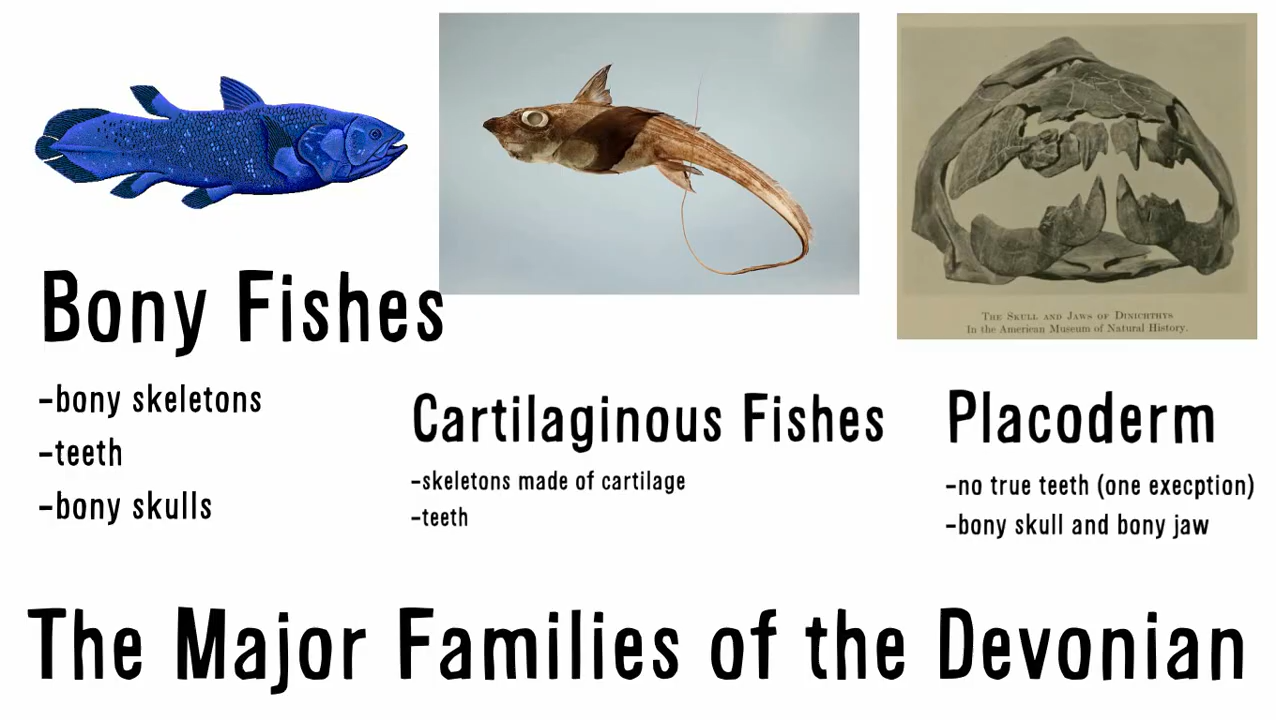 Bony Fishes
-bony skeletons
-teeth
-bony skulls
Cartilaginous Fishes
-skeletons made of cartilage
-teeth
The Skull and Jaws of Dinichthys
In the American Museum of Natural History.
Placoderm
-no true teeth (one execption)
-bony skull and bony jaw
The Major Families of the Devonian